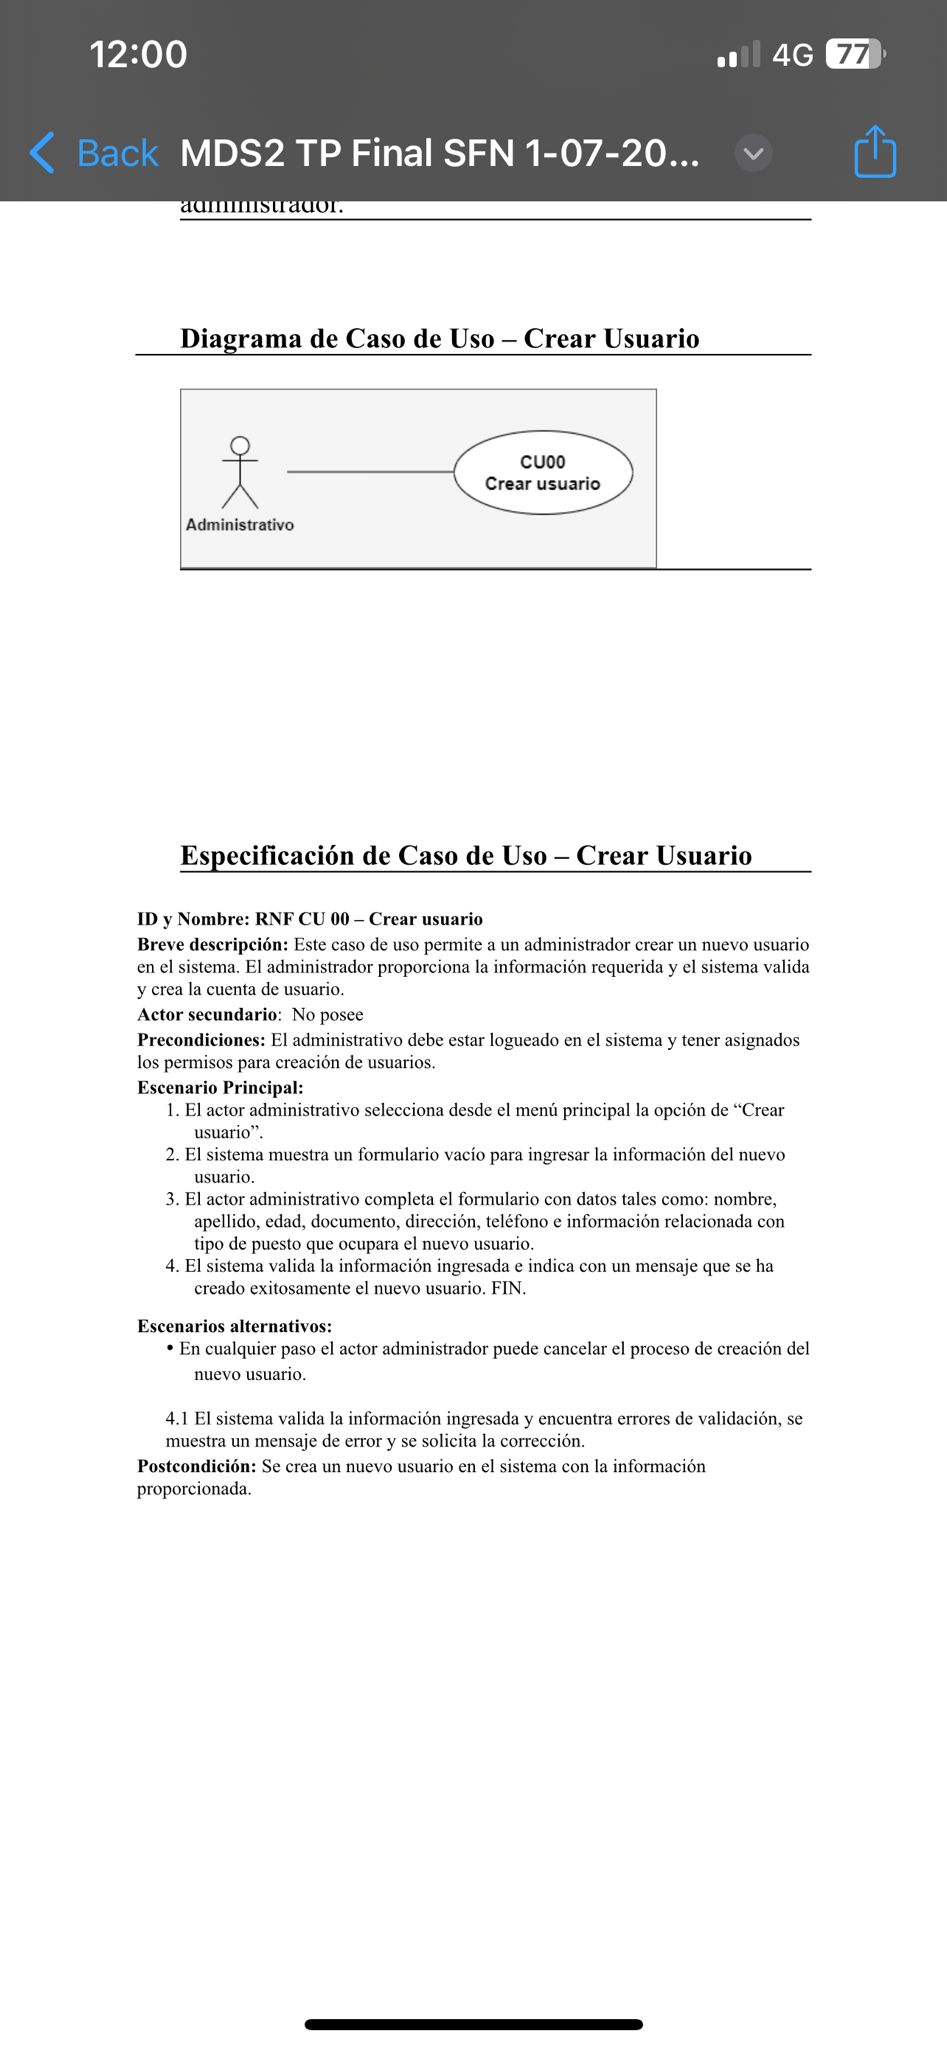 12:00
4G 77
Back MDS2 TP Final SFN 1-07-20...
administrador.
Diagrama de Caso de Uso – Crear Usuario
CU00
Crear usuario
Administrativo
Especificación de Caso de Uso – Crear Usuario
ID y Nombre: RNF CU 00 – Crear usuario
Breve descripción: Este caso de uso permite a un administrador crear un nuevo usuario
en el sistema. El administrador proporciona la información requerida y el sistema valida
y crea la cuenta de usuario.
Actor secundario: No posee
Precondiciones: El administrativo debe estar logueado en el sistema y tener asignados
los permisos para creación de usuarios.
Escenario Principal:
1. El actor administrativo selecciona desde el menú principal la opción de “Crear
usuario”.
2. El sistema muestra un formulario vacío para ingresar la información del nuevo
usuario.
3. El actor administrativo completa el formulario con datos tales como: nombre,
apellido, edad, documento, dirección, teléfono e información relacionada con
tipo de puesto que ocupara el nuevo usuario.
4. El sistema valida la información ingresada e indica con un mensaje que se ha
creado exitosamente el nuevo usuario. FIN.
Escenarios alternativos:
• En cualquier paso el actor administrador puede cancelar el proceso de creación del
nuevo usuario.
4.1 El sistema valida la información ingresada y encuentra errores de validación, se
muestra un mensaje de error y se solicita la corrección.
Postcondición: Se crea un nuevo usuario en el sistema con la información
proporcionada.